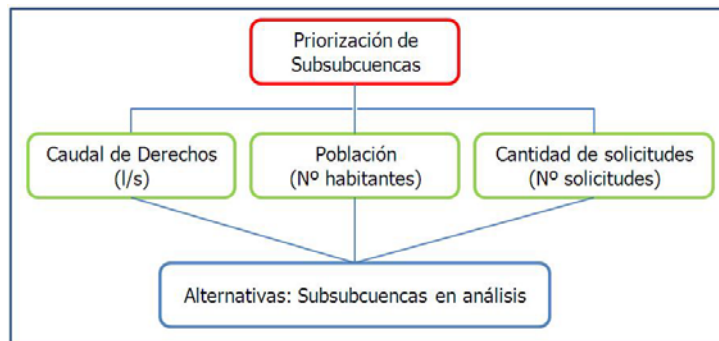 Priorización de
Subsubcuencas
Caudal de Derechos
(l/s)
Población
(Nº habitantes)
Cantidad de solicitudes
(Nº solicitudes)
Alternativas: Subsubcuencas en análisis